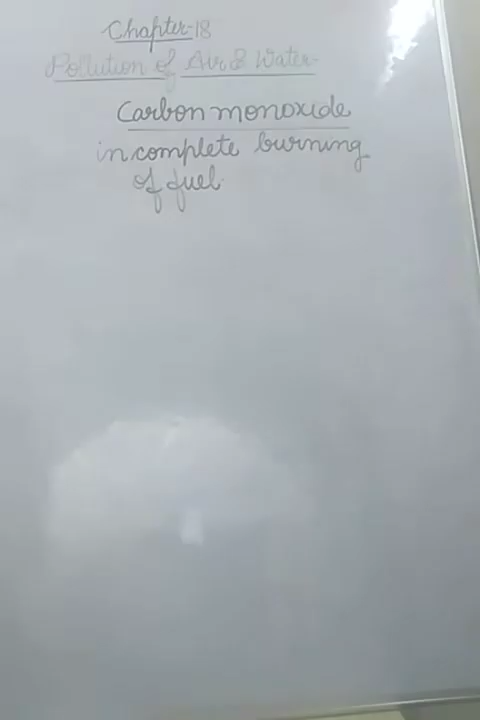 Chapter-18
Pollution of Air & Water
Carbon monoxide
incomplete burning
of fuel.